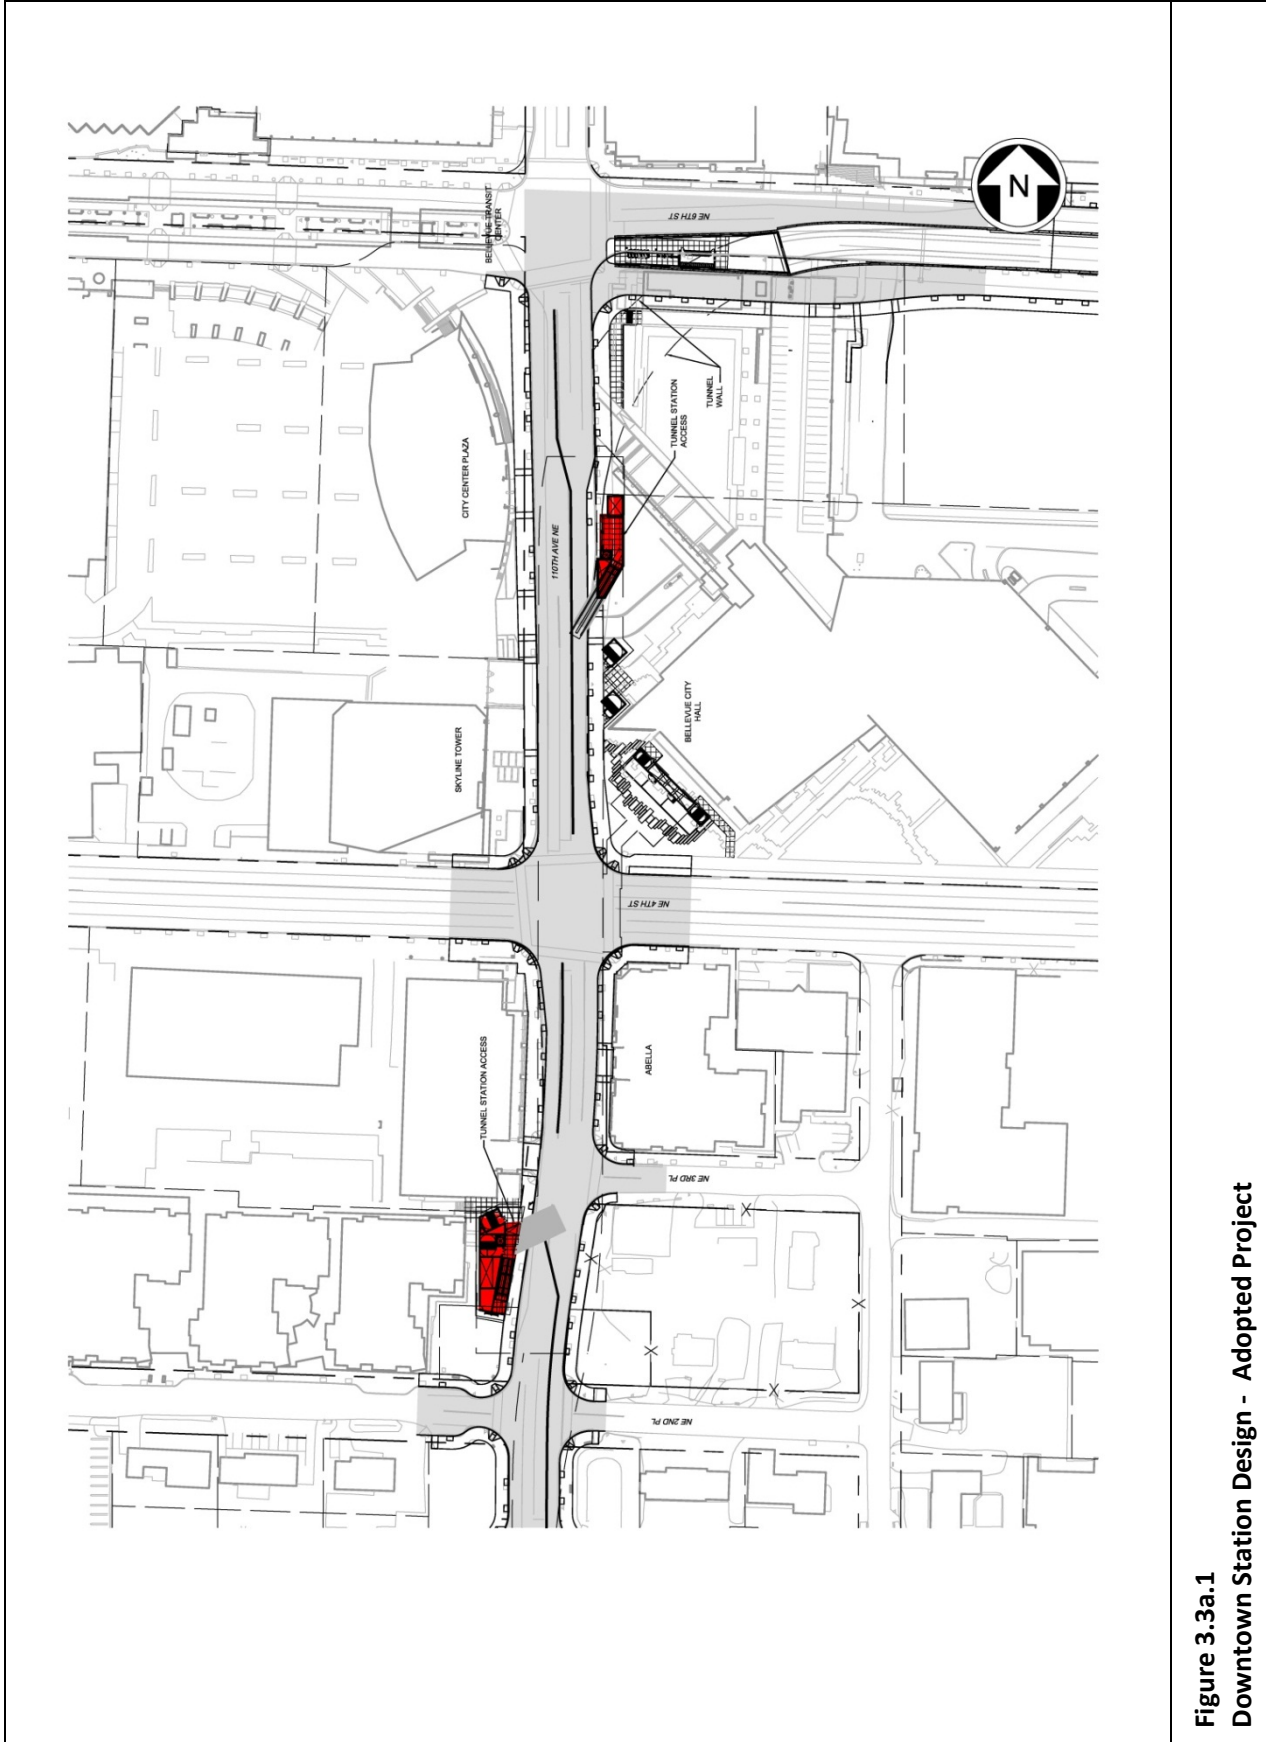 N
NE 6TH ST
BELLEVUE TRANSIT
CENTER
CITY CENTER PLAZA
TUNNEL
WALL
TUNNEL STATION
ACCESS
110TH AVE NE
BELLEVUE CITY
HALL
SKYLINE TOWER
NE 4TH ST
ABELLA
TUNNEL STATION ACCESS
NE 3RD PL
NE 2ND PL
Figure 3.3a.1
Downtown Station Design - Adopted Project